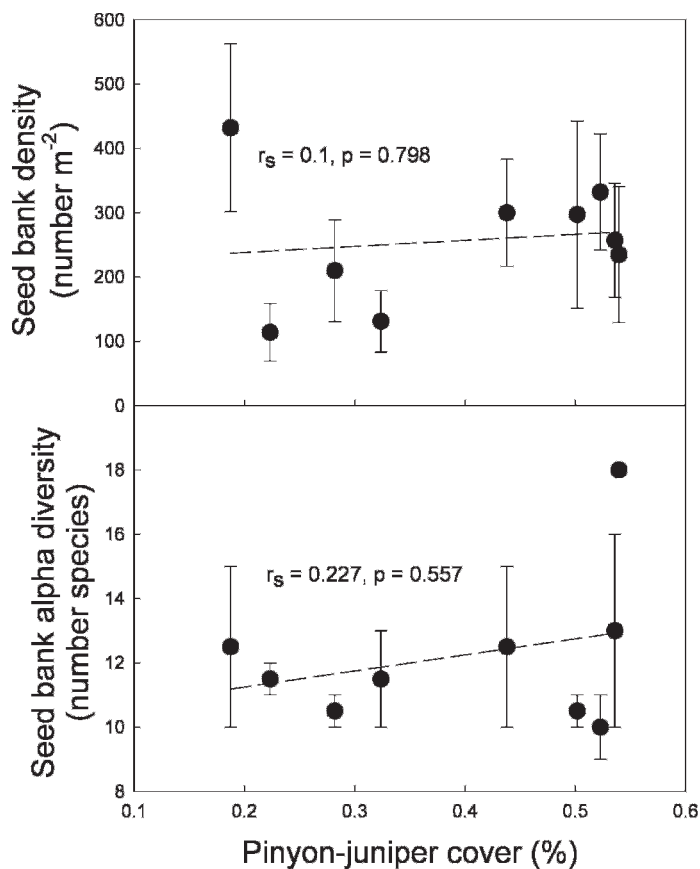 600
500
400
300
200
100
0
Seed bank density
(number m-2)
rs = 0.1, p = 0.798
18
16
14
12
10
8
Seed bank alpha diversity
(number species)
rs = 0.227, p = 0.557
0.1 0.2 0.3 0.4 0.5 0.6
Pinyon-juniper cover (%)